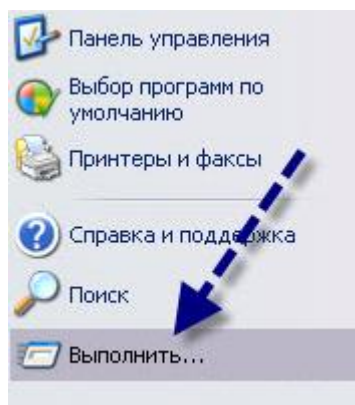 Панель управления
Выбор программ по
умолчанию
Принтеры и факсы
Справка и поддержка
Поиск
Выполнить...